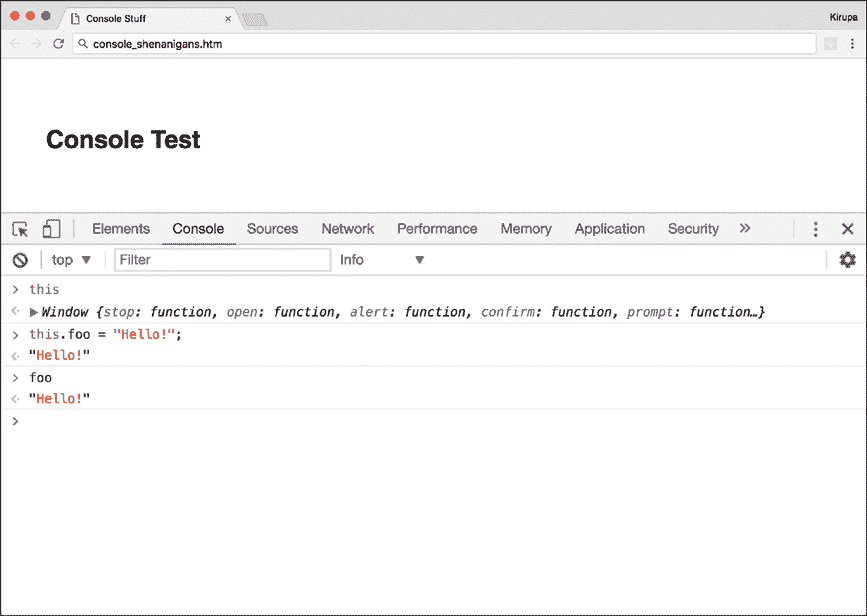 Console Stuff
Kirupa
console_shenanigans.htm
Console Test
Elements Console Sources Network Performance Memory Application Security »
top Filter Info
> this
Window {stop: function, open: function, alert: function, confirm: function, prompt: function…}
> this.foo = "Hello!";
"Hello!"
> foo
"Hello!"
>